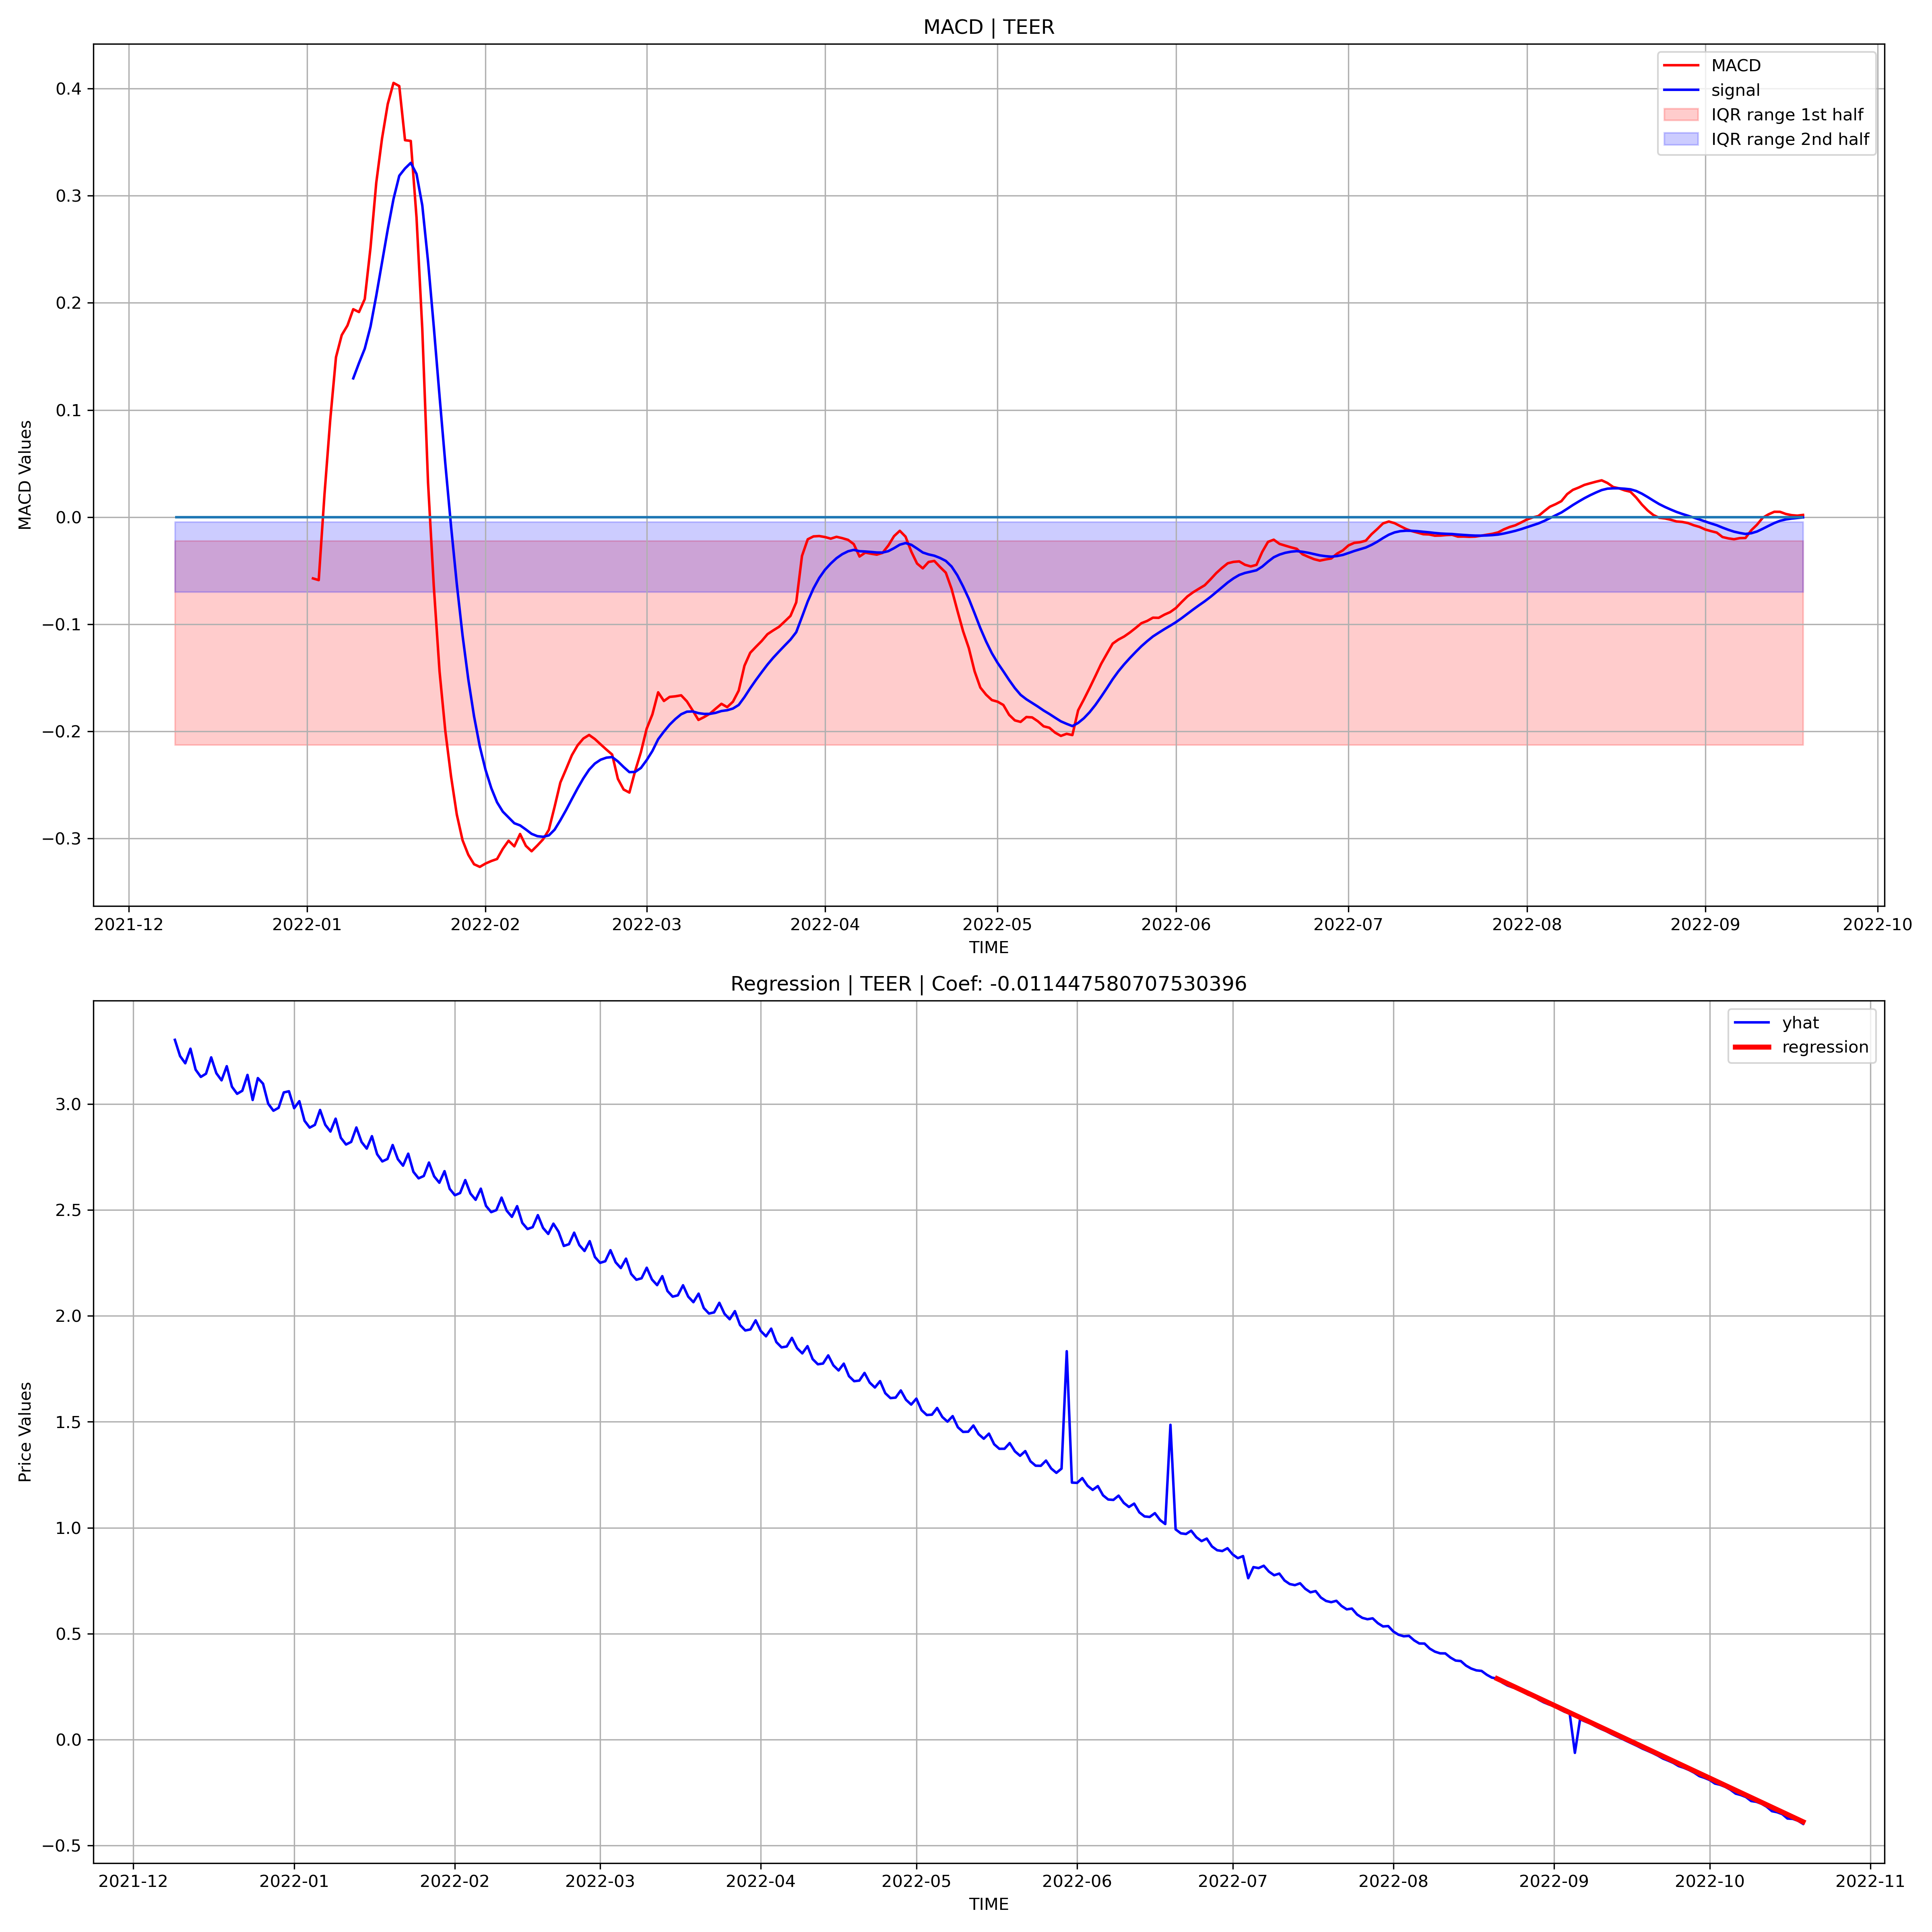 MACD | TEER
MACD
signal
IQR range 1st half
IQR range 2nd half
MACD Values
0.4
0.3
0.2
0.1
0.0
−0.1
−0.2
−0.3
2021-12 2022-01 2022-02 2022-03 2022-04 2022-05 2022-06 2022-07 2022-08 2022-09 2022-10
TIME
Regression | TEER | Coef: -0.011447580707530396
yhat
regression
Price Values
3.0
2.5
2.0
1.5
1.0
0.5
0.0
−0.5
2021-12 2022-01 2022-02 2022-03 2022-04 2022-05 2022-06 2022-07 2022-08 2022-09 2022-10 2022-11
TIME